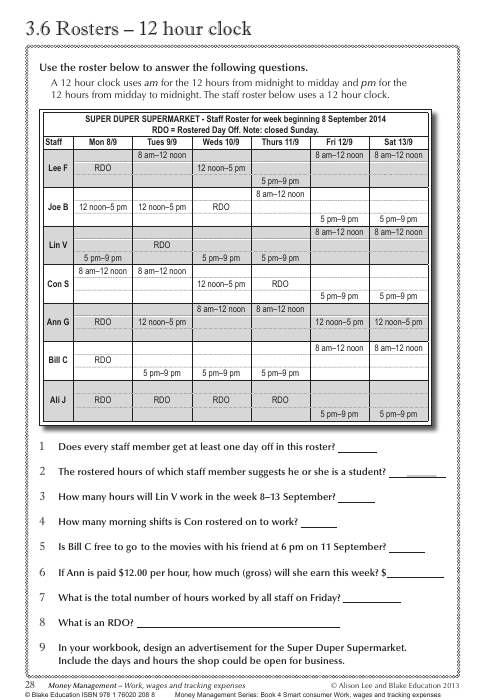 3.6 Rosters – 12 hour clock
Use the roster below to answer the following questions.
A 12 hour clock uses am for the 12 hours from midnight to midday and pm for the
12 hours from midday to midnight. The staff roster below uses a 12 hour clock.
SUPER DUPER SUPERMARKET - Staff Roster for week beginning 8 September 2014
RDO = Rostered Day Off. Note: closed Sunday.
Staff Mon 8/9 Tues 9/9 Weds 10/9 Thurs 11/9 Fri 12/9 Sat 13/9
8 am–12 noon 8 am–12 noon 8 am–12 noon
Lee F RDO 12 noon–5 pm
5 pm–9 pm
8 am–12 noon
Joe B 12 noon–5 pm 12 noon–5 pm RDO
5 pm–9 pm 5 pm–9 pm
8 am–12 noon 8 am–12 noon
Lin V RDO
5 pm–9 pm 5 pm–9 pm 5 pm–9 pm
8 am–12 noon 8 am–12 noon
Con S 12 noon–5 pm RDO
5 pm–9 pm 5 pm–9 pm
8 am–12 noon 8 am–12 noon
Ann G RDO 12 noon–5 pm 12 noon–5 pm 12 noon–5 pm
8 am–12 noon 8 am–12 noon
Bill C RDO
5 pm–9 pm 5 pm–9 pm 5 pm–9 pm
Ali J RDO RDO RDO RDO
5 pm–9 pm 5 pm–9 pm
1 Does every staff member get at least one day off in this roster?
2 The rostered hours of which staff member suggests he or she is a student?
3 How many hours will Lin V work in the week 8–13 September?
4 How many morning shifts is Con rostered on to work?
5 Is Bill C free to go to the movies with his friend at 6 pm on 11 September?
6 If Ann is paid $12.00 per hour, how much (gross) will she earn this week? $
7 What is the total number of hours worked by all staff on Friday?
8 What is an RDO?
9 In your workbook, design an advertisement for the Super Duper Supermarket.
Include the days and hours the shop could be open for business.
28 Money Management – Work, wages and tracking expenses © Alison Lee and Blake Education 2013
© Blake Education ISBN 978 1 76020 208 8 Money Management Series: Book 4 Smart consumer Work, wages and tracking expenses